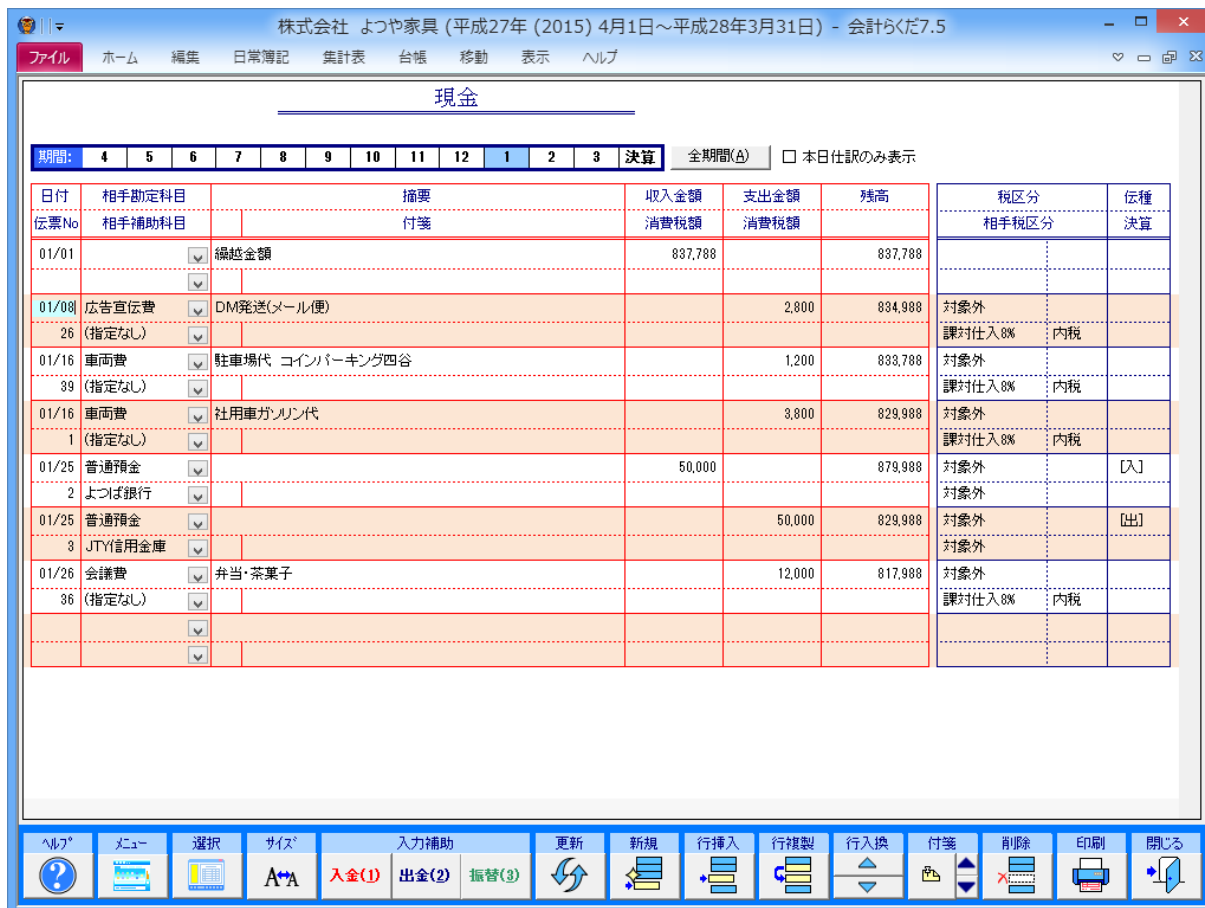 株式会社 よつや家具 (平成27年 (2015) 4月1日～平成28年3月31日) - 会計らくだ7.5
ファイル ホーム 編集 日常簿記 集計表 台帳 移動 表示 ヘルプ
現金
期間: 4 5 6 7 8 9 10 11 12 1 2 3 決算 全期間(A) 本日仕訳のみ表示
日付 相手勘定科目 摘要 収入金額 支出金額 残高 税区分 伝種
伝票No 相手補助科目 付箋 消費税額 消費税額 相手税区分 決算
01/01 繰越金額 837,788 837,788
01/08 広告宣伝費 DM発送(メール便) 2,800 834,988 対象外
26 (指定なし) 課対仕入8% 内税
01/16 車両費 駐車場代 コインパーキング四谷 1,200 833,788 対象外
39 (指定なし) 課対仕入8% 内税
01/16 車両費 社用車ガソリン代 3,800 829,988 対象外
1 (指定なし) 課対仕入8% 内税
01/25 普通預金 50,000 879,988 対象外 [入]
2 よつば銀行 対象外
01/25 普通預金 50,000 829,988 対象外 [出]
3 JTY信用金庫 対象外
01/26 会議費 弁当・茶菓子 12,000 817,988 対象外
36 (指定なし) 課対仕入8% 内税
ﾍﾙﾌﾟ ﾒﾆｭｰ 選択 ｻｲｽﾞ 入力補助 更新 新規 行挿入 行複製 行入換 付箋 削除 印刷 閉じる
A↔A 入金(1) 出金(2) 振替(3)